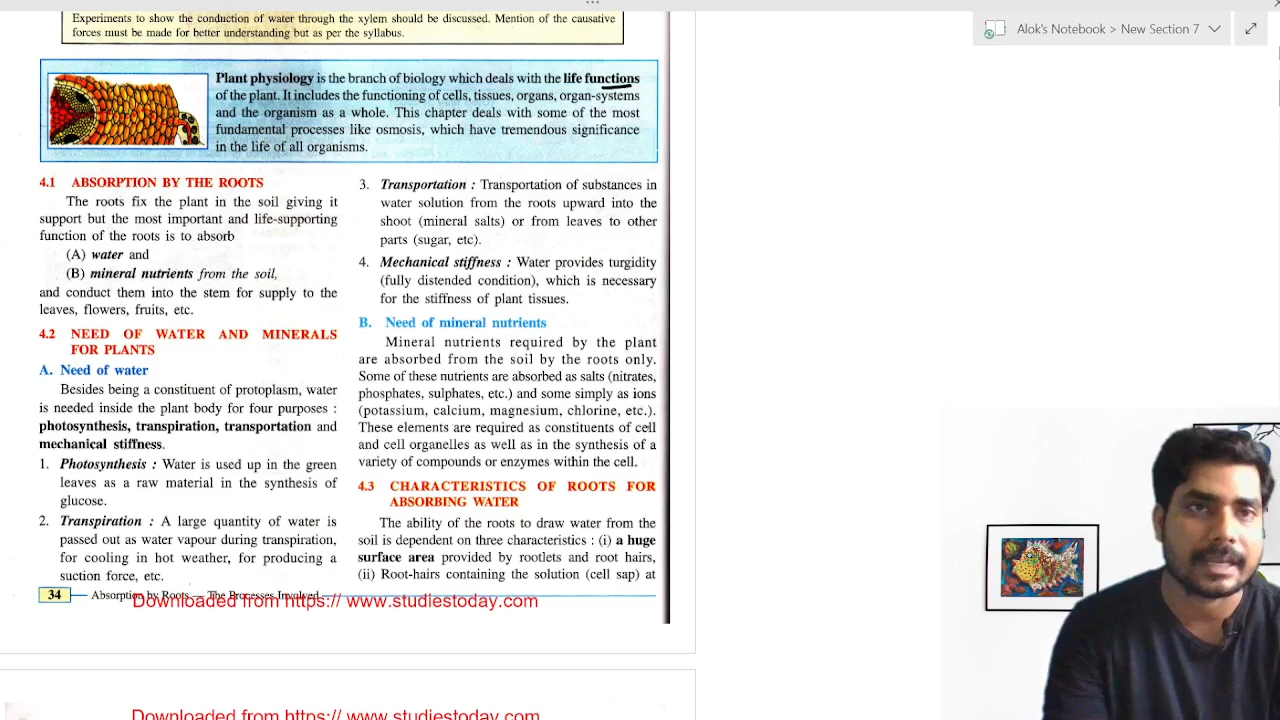 Experiments to show the conduction of water through the xylem should be discussed. Mention of the causative
forces must be made for better understanding but as per the syllabus.
Alok's Notebook > New Section 7
Plant physiology is the branch of biology which deals with the life functions
of the plant. It includes the functioning of cells, tissues, organs, organ-systems
and the organism as a whole. This chapter deals with some of the most
fundamental processes like osmosis, which have tremendous significance
in the life of all organisms.
4.1 ABSORPTION BY THE ROOTS
The roots fix the plant in the soil giving it
support but the most important and life-supporting
function of the roots is to absorb
(A) water and
(B) mineral nutrients from the soil,
and conduct them into the stem for supply to the
leaves, flowers, fruits, etc.
4.2 NEED OF WATER AND MINERALS
FOR PLANTS
A. Need of water
Besides being a constituent of protoplasm, water
is needed inside the plant body for four purposes :
photosynthesis, transpiration, transportation and
mechanical stiffness.
1. Photosynthesis : Water is used up in the green
leaves as a raw material in the synthesis of
glucose.
2. Transpiration : A large quantity of water is
passed out as water vapour during transpiration,
for cooling in hot weather, for producing a
suction force, etc.
3. Transportation : Transportation of substances in
water solution from the roots upward into the
shoot (mineral salts) or from leaves to other
parts (sugar, etc).
4. Mechanical stiffness : Water provides turgidity
(fully distended condition), which is necessary
for the stiffness of plant tissues.
B. Need of mineral nutrients
Mineral nutrients required by the plant
are absorbed from the soil by the roots only.
Some of these nutrients are absorbed as salts (nitrates,
phosphates, sulphates, etc.) and some simply as ions
(potassium, calcium, magnesium, chlorine, etc.).
These elements are required as constituents of cell
and cell organelles as well as in the synthesis of a
variety of compounds or enzymes within the cell.
4.3 CHARACTERISTICS OF ROOTS FOR
ABSORBING WATER
The ability of the roots to draw water from the
soil is dependent on three characteristics : (i) a huge
surface area provided by rootlets and root hairs,
(ii) Root-hairs containing the solution (cell sap) at
34 Absorption by Roots — The Processes Involved
Downloaded from https:// www.studiestoday.com
Downloaded from https:// www.studiestoday.com